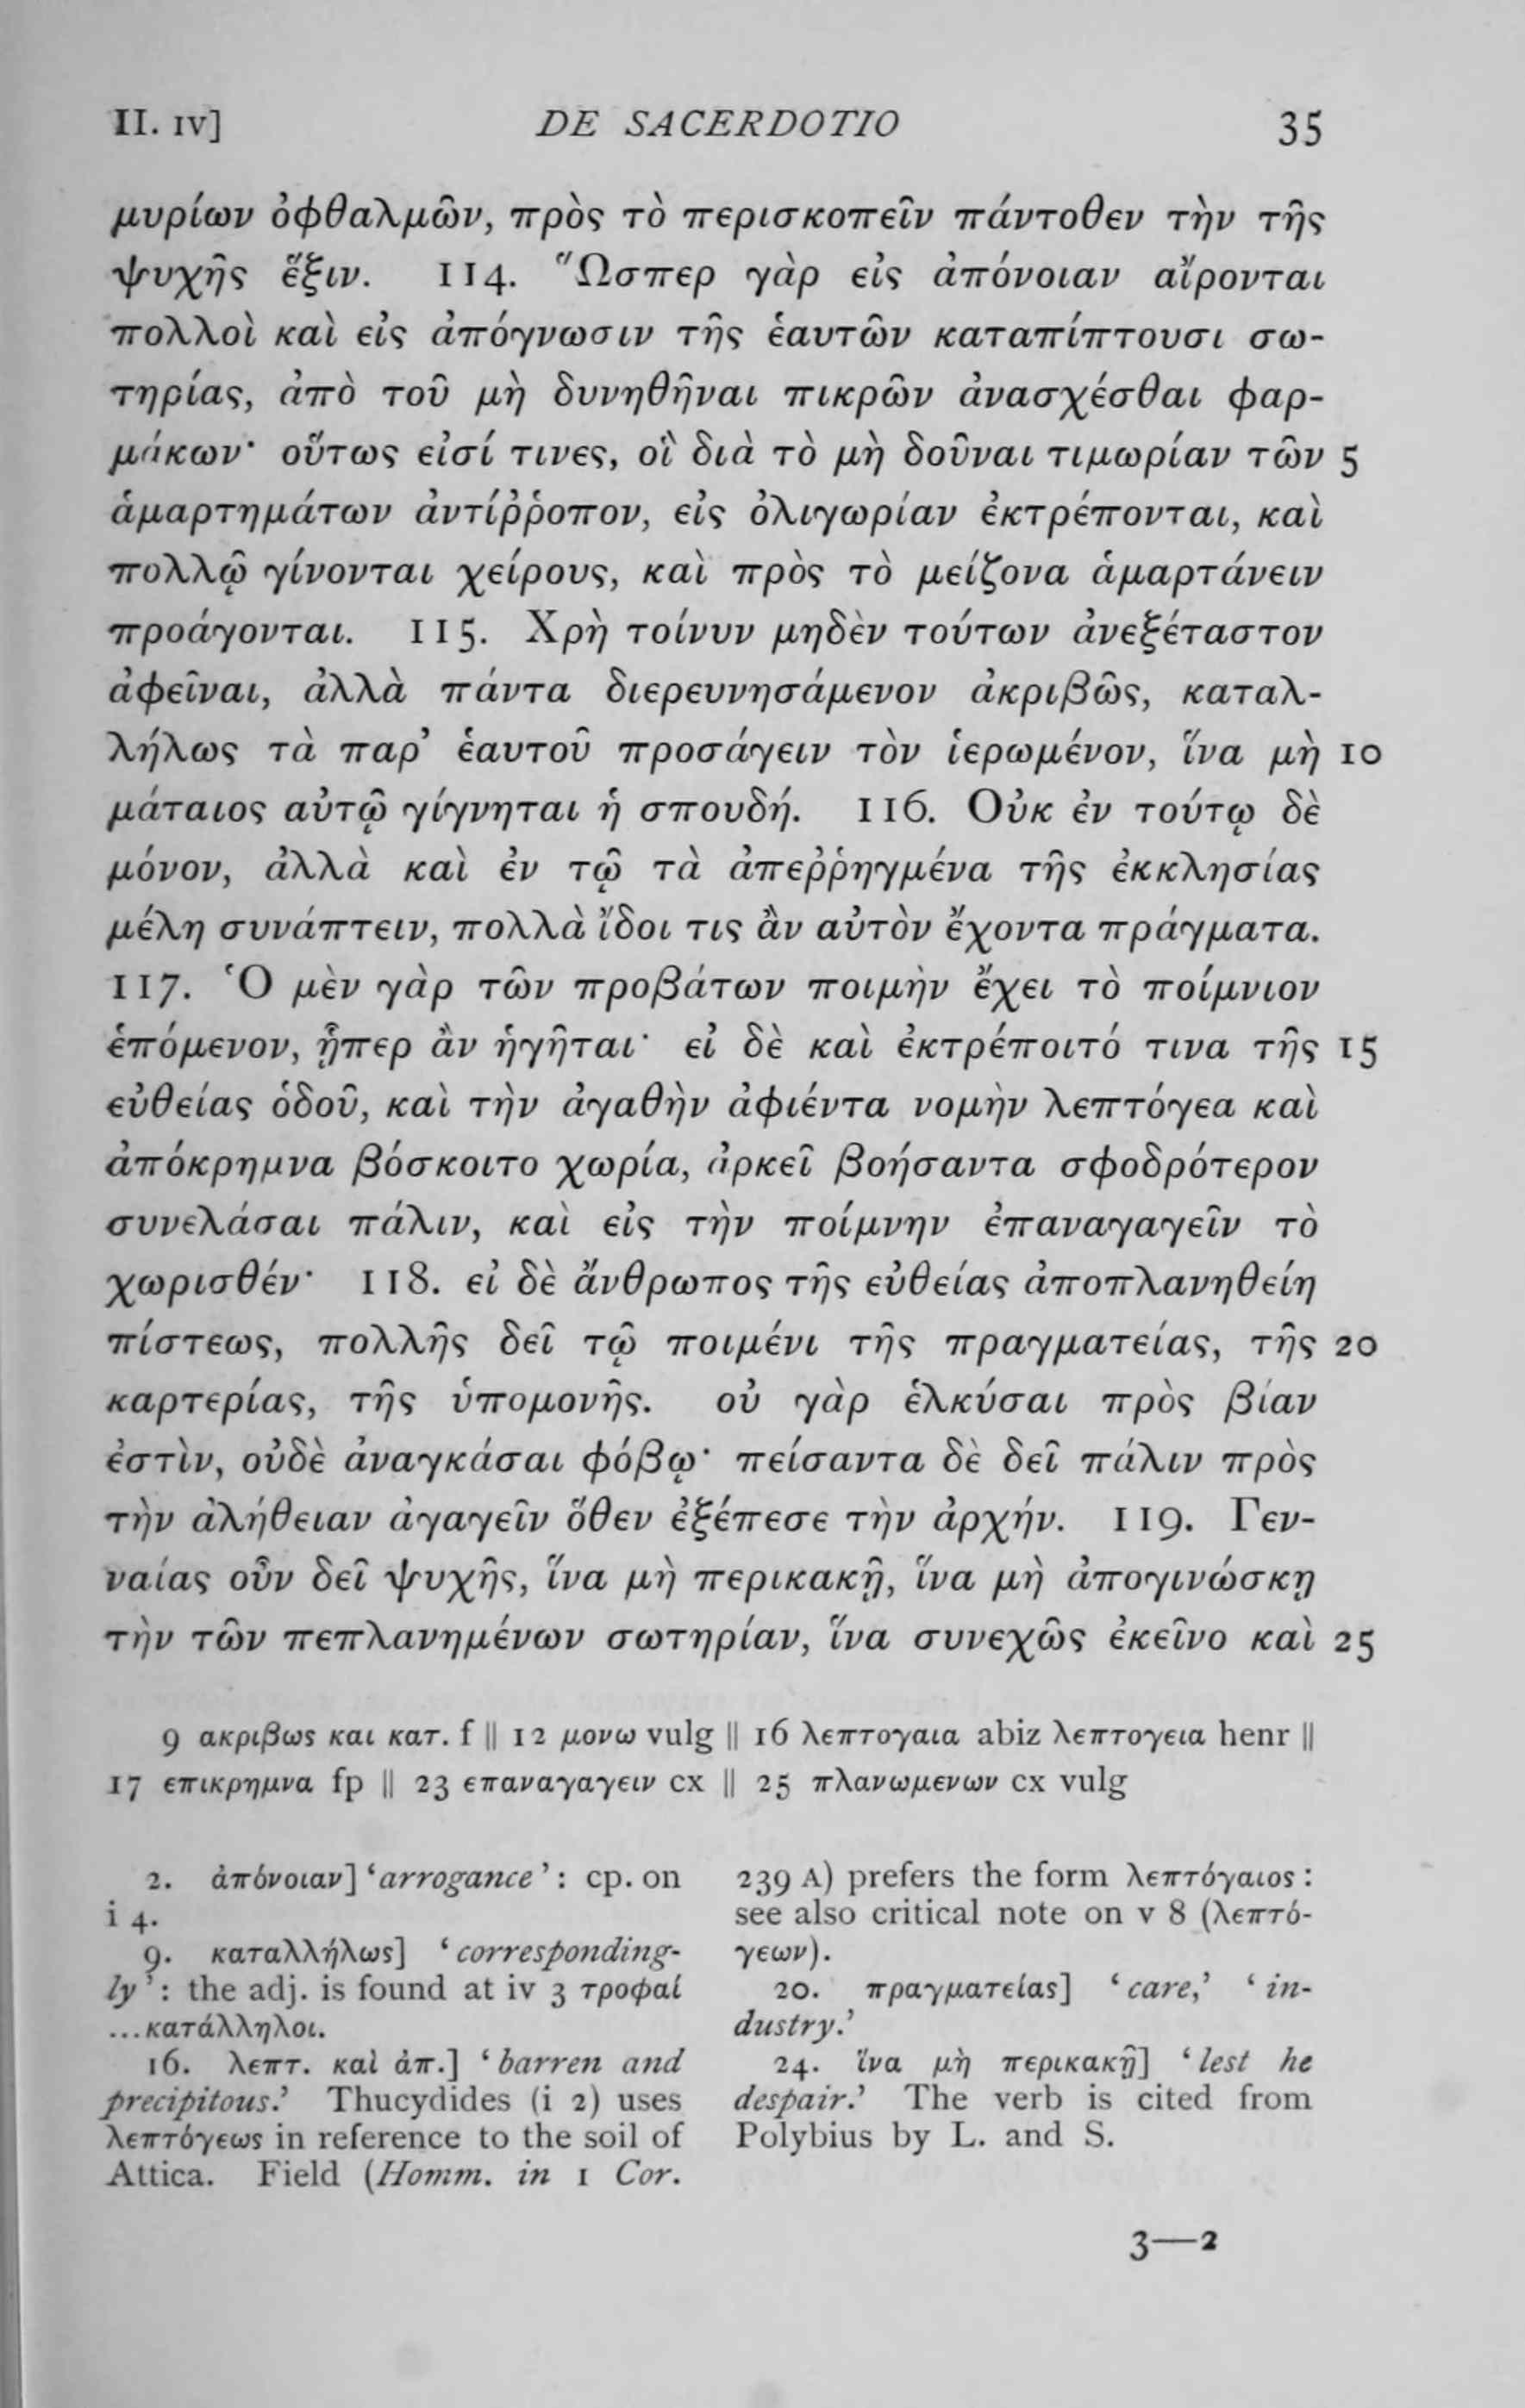 II. IV] DE SACERDOTIO 35
μυρίων ὀφθαλμῶν, πρὸς τὸ περισκοπεῖν πάντοθεν τὴν τῆς
ψυχῆς ἕξιν. 114. Ὥσπερ γὰρ εἰς ἀπόνοιαν αἴρονται
πολλοὶ καὶ εἰς ἀπόγνωσιν τῆς ἑαυτῶν καταπίπτουσι σω-
τηρίας, ἀπὸ τοῦ μὴ δυνηθῆναι πικρῶν ἀνασχέσθαι φαρ-
μάκων· οὕτως εἰσί τινες, οἳ διὰ τὸ μὴ δοῦναι τιμωρίαν τῶν 5
ἁμαρτημάτων ἀντίῤῥοπον, εἰς ὀλιγωρίαν ἐκτρέπονται, καὶ
πολλῷ γίνονται χείρους, καὶ πρὸς τὸ μείζονα ἁμαρτάνειν
προάγονται. 115. Χρὴ τοίνυν μηδὲν τούτων ἀνεξέταστον
ἀφεῖναι, ἀλλὰ πάντα διερευνησάμενον ἀκριβῶς, καταλ-
λήλως τὰ παρ’ ἑαυτοῦ προσάγειν τὸν ἱερωμένον, ἵνα μὴ 10
μάταιος αὐτῷ γίγνηται ἡ σπουδή. 116. Οὐκ ἐν τούτῳ δὲ
μόνον, ἀλλὰ καὶ ἐν τῷ τὰ ἀπεῤῥηγμένα τῆς ἐκκλησίας
μέλη συνάπτειν, πολλὰ ἴδοι τις ἂν αὐτὸν ἔχοντα πράγματα.
117. Ὁ μὲν γὰρ τῶν προβάτων ποιμὴν ἔχει τὸ ποίμνιον
ἑπόμενον, ᾗπερ ἂν ἡγῆται· εἰ δὲ καὶ ἐκτρέποιτό τινα τῆς 15
εὐθείας ὁδοῦ, καὶ τὴν ἀγαθὴν ἀφιέντα νομὴν λεπτόγεα καὶ
ἀπόκρημνα βόσκοιτο χωρία, ἀρκεῖ βοήσαντα σφοδρότερον
συνελάσαι πάλιν, καὶ εἰς τὴν ποίμνην ἐπαναγαγεῖν τὸ
χωρισθέν· 118. εἰ δὲ ἄνθρωπος τῆς εὐθείας ἀποπλανηθείη
πίστεως, πολλῆς δεῖ τῷ ποιμένι τῆς πραγματείας, τῆς 20
καρτερίας, τῆς ὑπομονῆς. οὐ γὰρ ἑλκύσαι πρὸς βίαν
ἐστὶν, οὐδὲ ἀναγκάσαι φόβῳ· πείσαντα δὲ δεῖ πάλιν πρὸς
τὴν ἀλήθειαν ἀγαγεῖν ὅθεν ἐξέπεσε τὴν ἀρχήν. 119. Γεν-
ναίας οὖν δεῖ ψυχῆς, ἵνα μὴ περικακῇ, ἵνα μὴ ἀπογινώσκῃ
τὴν τῶν πεπλανημένων σωτηρίαν, ἵνα συνεχῶς ἐκεῖνο καὶ 25
9 ακριβως και κατ. f || 12 μονω vulg || 16 λεπτογαια abiz λεπτογεια henr ||
17 επικρημνα fp || 23 επαναγαγειν cx || 25 πλανωμενων cx vulg
2. ἀπόνοιαν] ‘arrogance’: cp. on
i 4.
9. καταλλήλως] ‘corresponding-
ly’: the adj. is found at iv 3 τροφαί
...κατάλληλοι.
16. λεπτ. καὶ ἀπ.] ‘barren and
precipitous.’ Thucydides (i 2) uses
λεπτόγεως in reference to the soil of
Attica. Field (Homm. in 1 Cor.
239 A) prefers the form λεπτόγαιος:
see also critical note on v 8 (λεπτό-
γεων).
20. πραγματείας] ‘care,’ ‘in-
dustry.’
24. ἵνα μὴ περικακῇ] ‘lest he
despair.’ The verb is cited from
Polybius by L. and S.
3—2